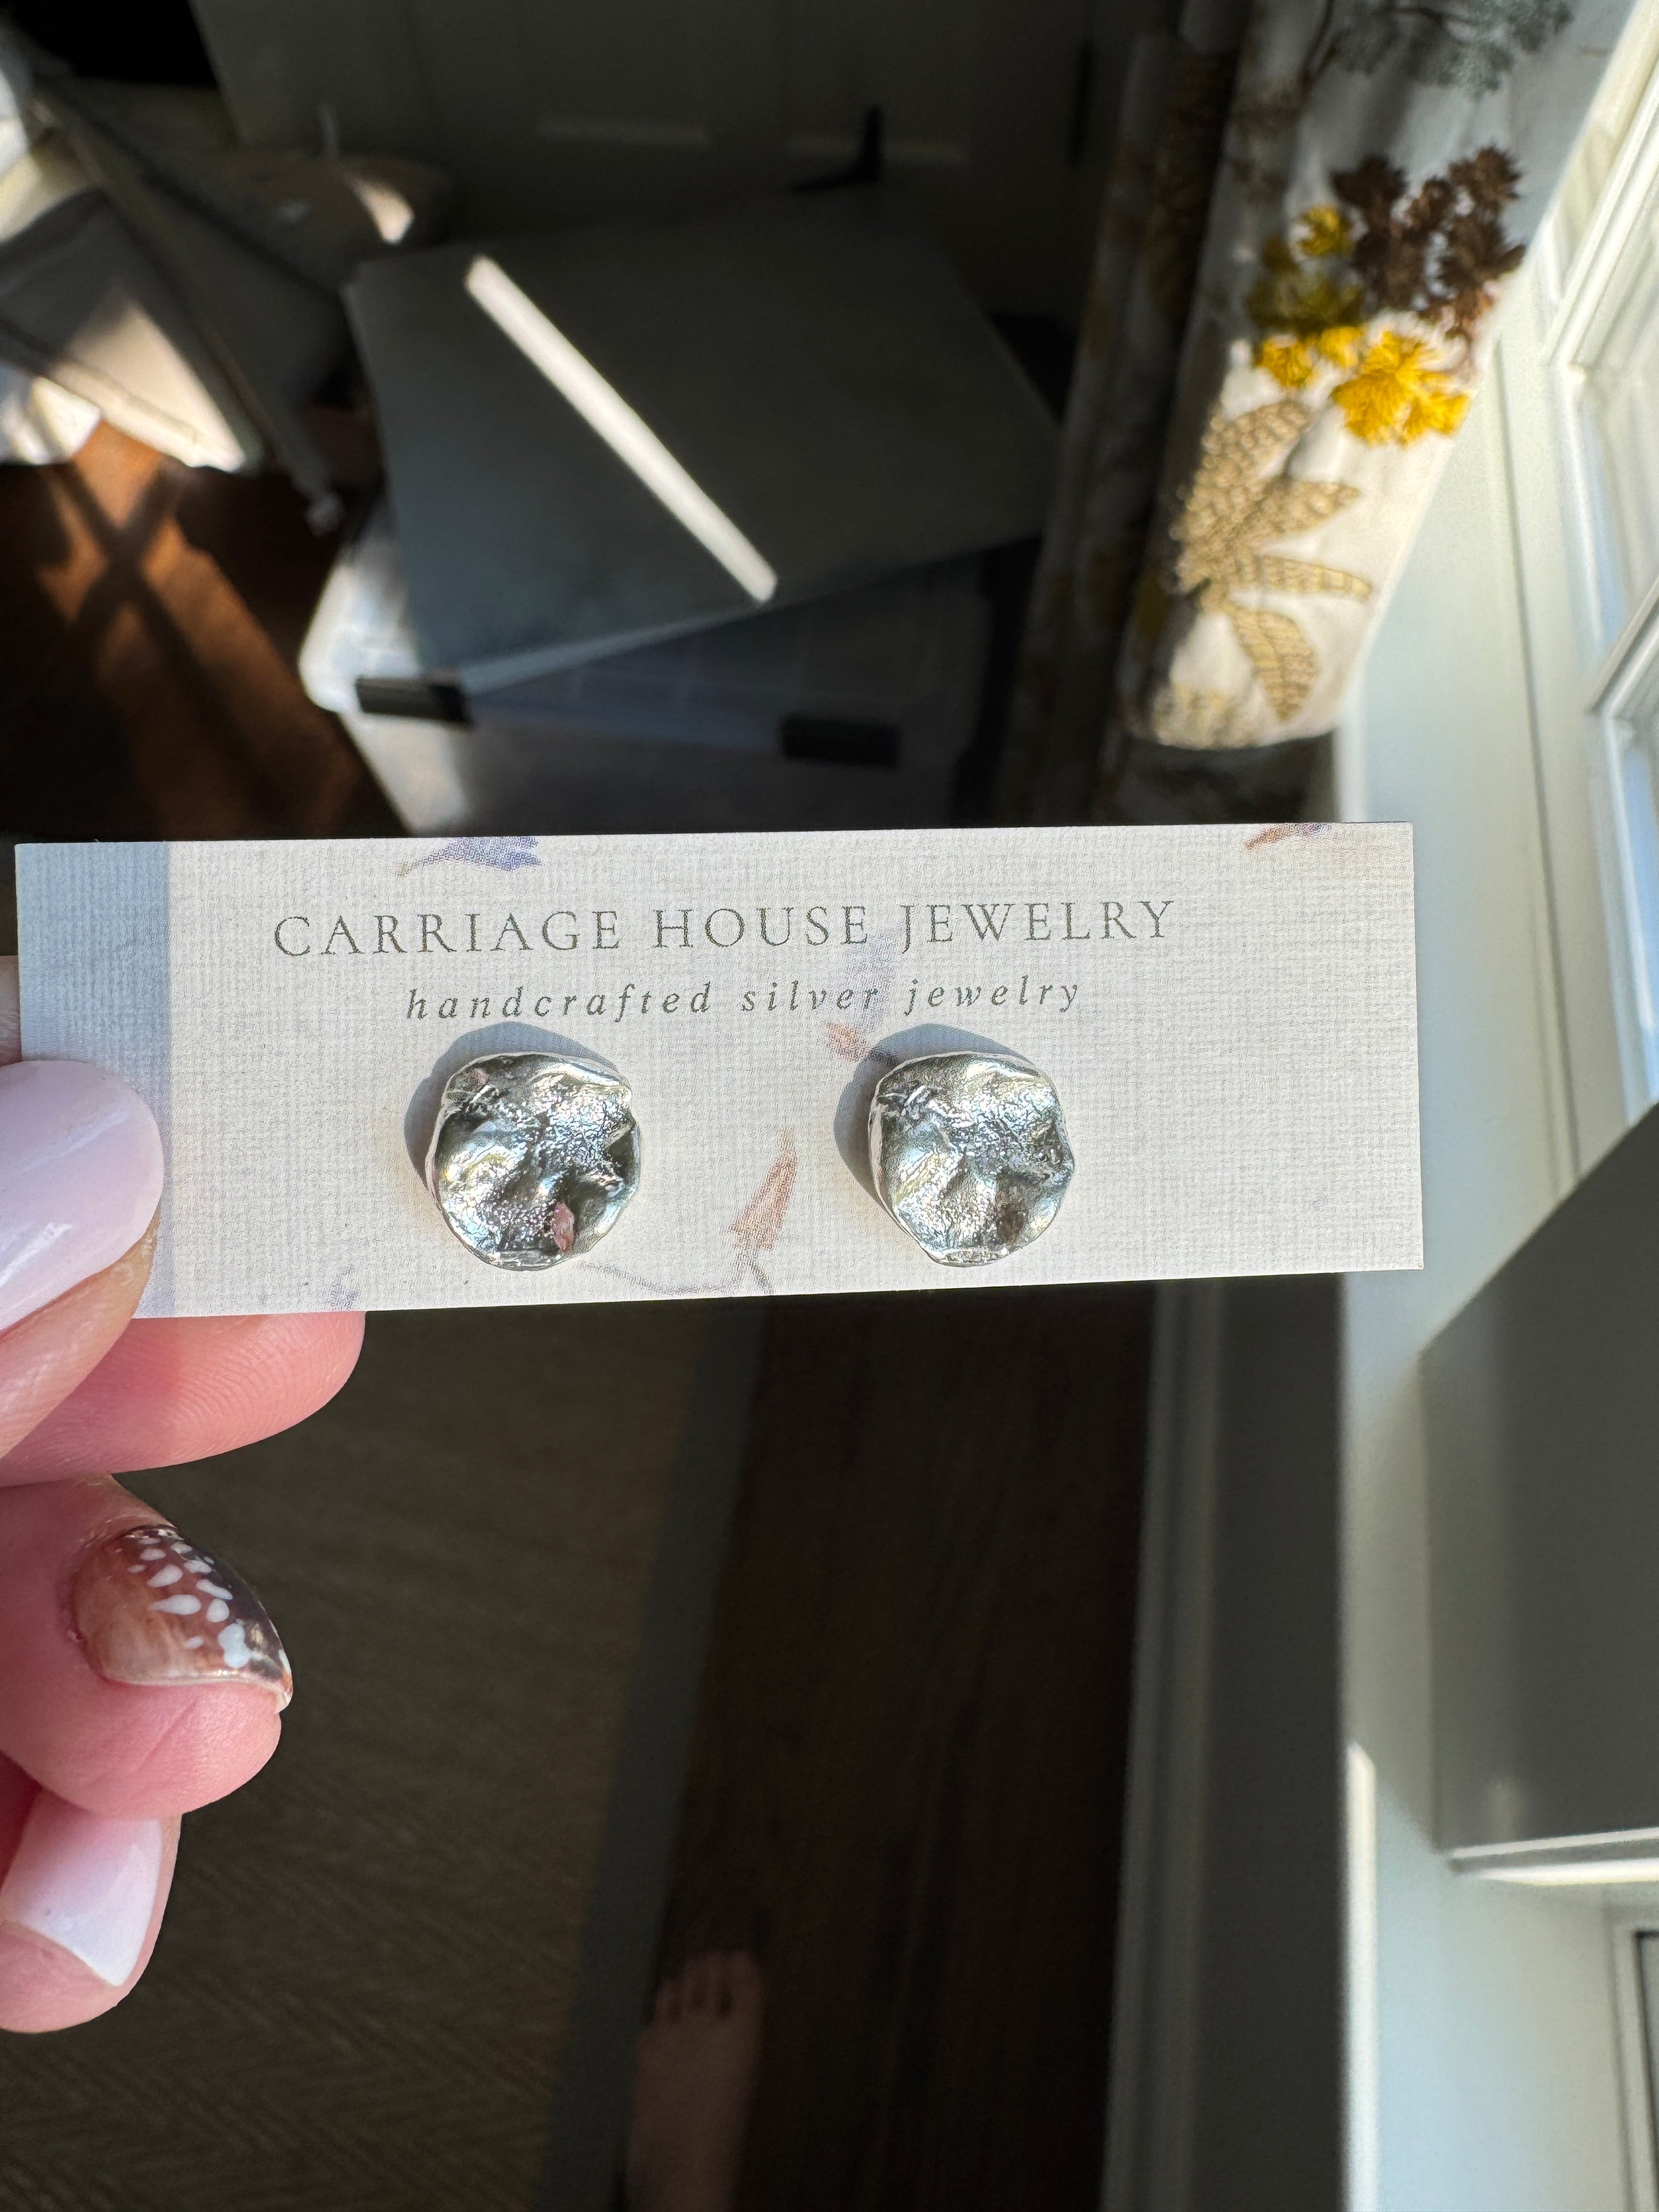 CARRIAGE HOUSE JEWELRY
handcrafted silver jewelry